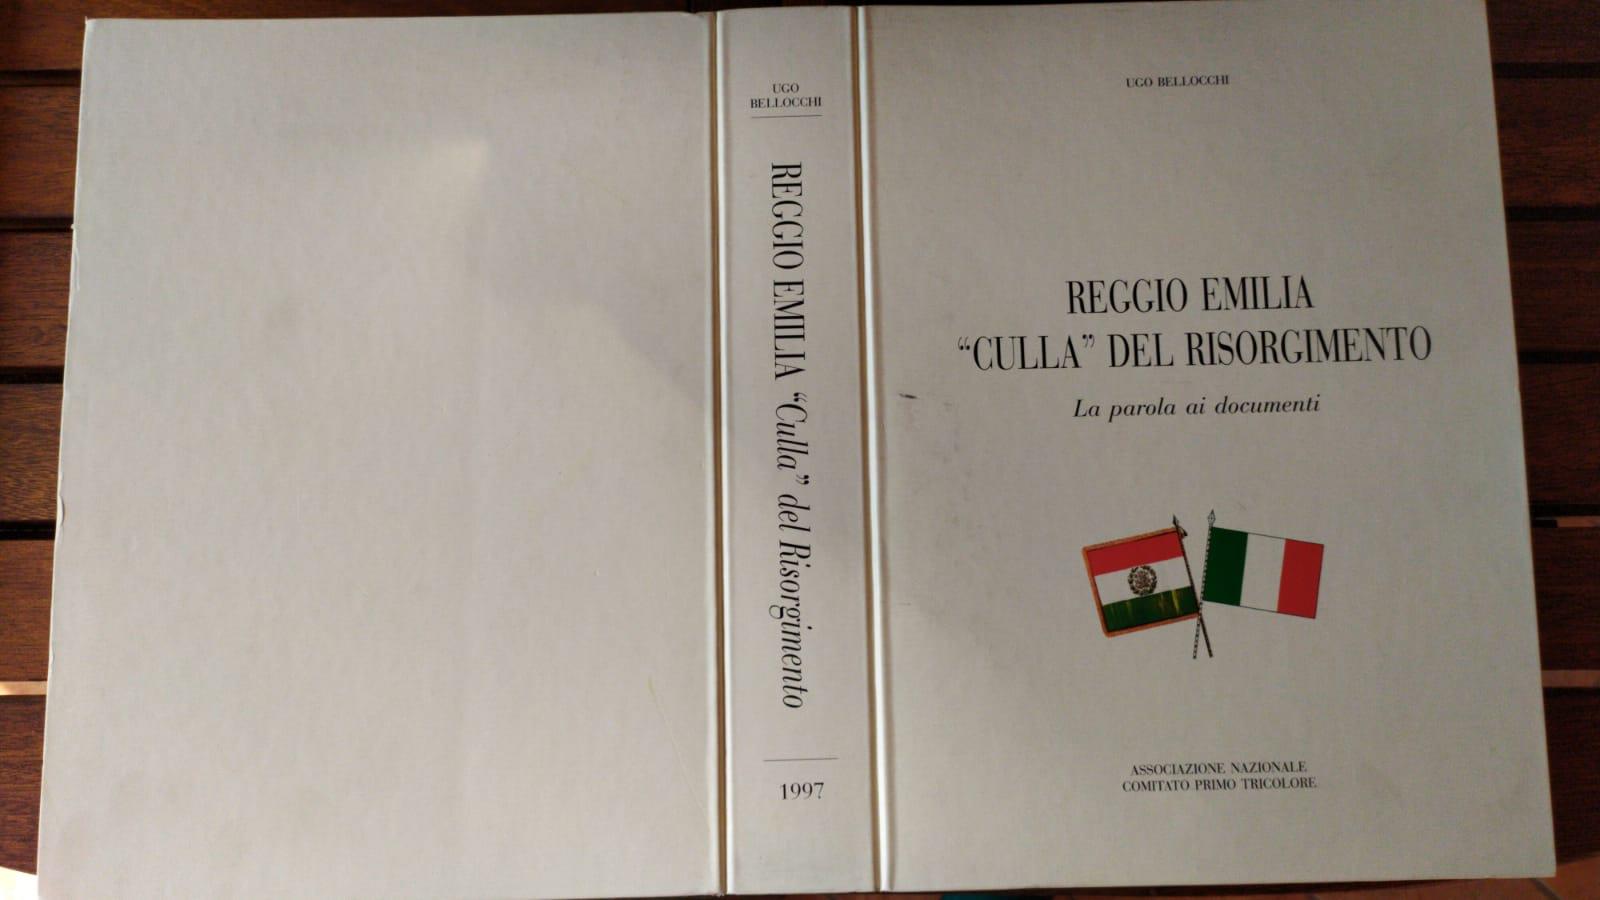 UGO
BELLOCCHI
REGGIO EMILIA “Culla” del Risorgimento
1997
UGO BELLOCCHI
REGGIO EMILIA
“CULLA” DEL RISORGIMENTO
La parola ai documenti
ASSOCIAZIONE NAZIONALE
COMITATO PRIMO TRICOLORE